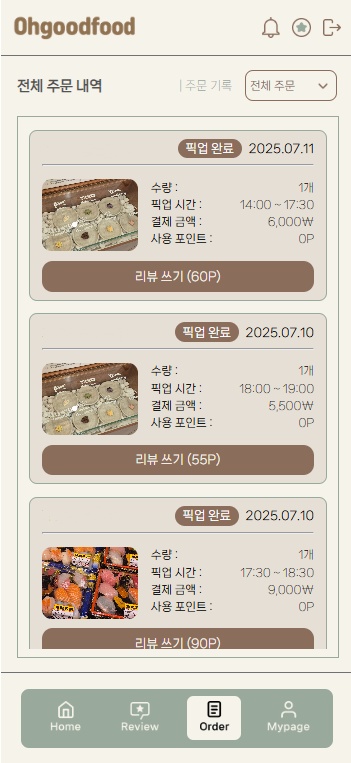 Ohgoodfood
전체 주문 내역
| 주문 기록
전체 주문
픽업 완료 2025.07.11
수량 : 1개
픽업 시간 : 14:00 ~ 17:30
결제 금액 : 6,000₩
사용 포인트 : 0P
리뷰 쓰기 (60P)
픽업 완료 2025.07.10
수량 : 1개
픽업 시간 : 18:00 ~ 19:00
결제 금액 : 5,500₩
사용 포인트 : 0P
리뷰 쓰기 (55P)
픽업 완료 2025.07.10
수량 : 1개
픽업 시간 : 17:30 ~ 18:30
결제 금액 : 9,000₩
사용 포인트 : 0P
리뷰 쓰기 (90P)
Home
Review
Order
Mypage